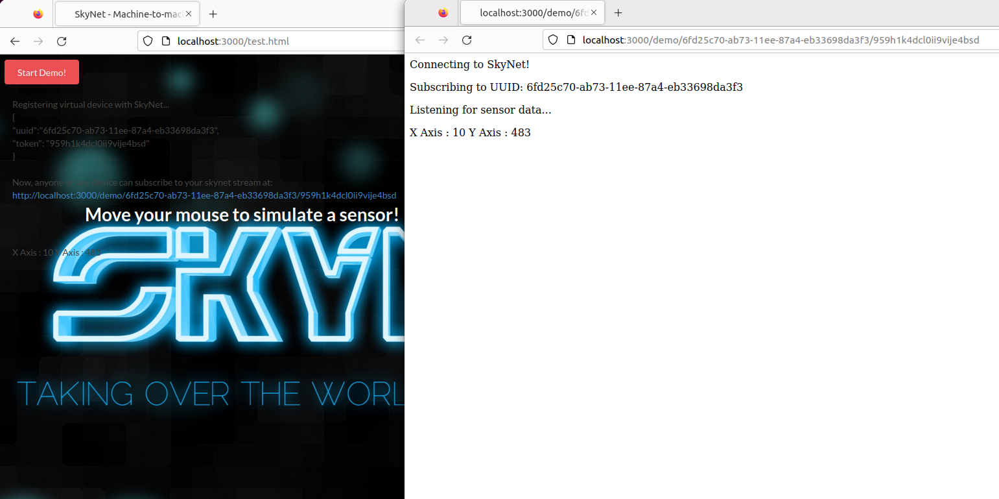 SkyNet - Machine-to-mac
localhost:3000/test.html
Start Demo!
Registering virtual device with SkyNet...
{
"uuid":"6fd25c70-ab73-11ee-87a4-eb33698da3f3",
"token": "959h1k4dcl0ii9vije4bsd"
}
Now, anyone or any device can subscribe to your skynet stream at:
http://localhost:3000/demo/6fd25c70-ab73-11ee-87a4-eb33698da3f3/959h1k4dcl0ii9vije4bsd
Move your mouse to simulate a sensor!
X Axis : 10 Y Axis : 483
SKYN
TAKING OVER THE WORL
localhost:3000/demo/6fd
localhost:3000/demo/6fd25c70-ab73-11ee-87a4-eb33698da3f3/959h1k4dcl0ii9vije4bsd
Connecting to SkyNet!
Subscribing to UUID: 6fd25c70-ab73-11ee-87a4-eb33698da3f3
Listening for sensor data...
X Axis : 10 Y Axis : 483